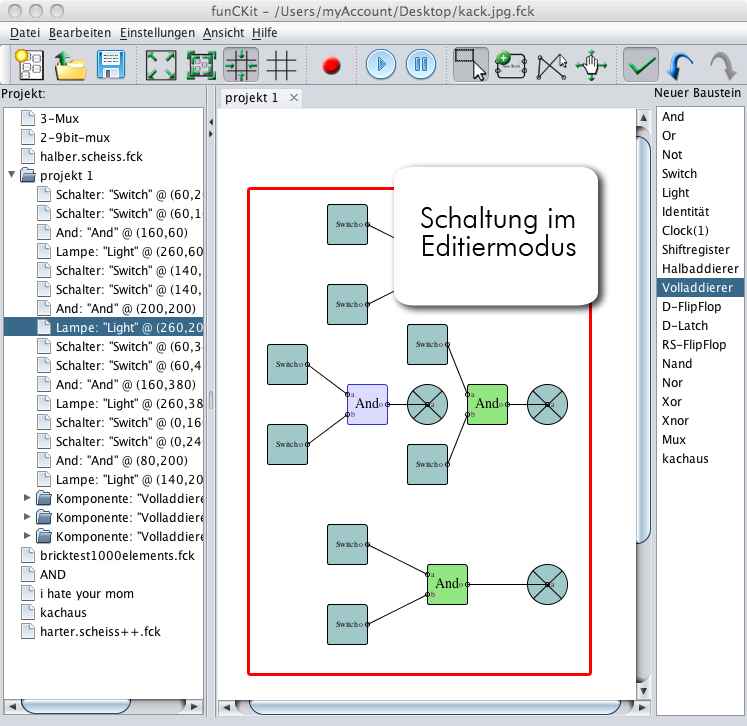 funCKit – /Users/myAccount/Desktop/kack.jpg.fck
Datei Bearbeiten Einstellungen Ansicht Hilfe
Projekt:
3-Mux
2-9bit-mux
halber.scheiss.fck
projekt 1
Schalter: "Switch" @ (60,2
Schalter: "Switch" @ (60,1
And: "And" @ (160,60)
Lampe: "Light" @ (260,60
Schalter: "Switch" @ (140,
Schalter: "Switch" @ (140,
And: "And" @ (200,200)
Lampe: "Light" @ (260,20
Schalter: "Switch" @ (60,3
Schalter: "Switch" @ (60,4
And: "And" @ (160,380)
Lampe: "Light" @ (260,38
Schalter: "Switch" @ (0,16
Schalter: "Switch" @ (0,24
And: "And" @ (80,200)
Lampe: "Light" @ (140,20
Komponente: "Volladdiere
Komponente: "Volladdiere
Komponente: "Volladdiere
bricktest1000elements.fck
AND
i hate your mom
kachaus
harter.scheiss++.fck
projekt 1
Schaltung im
Editiermodus
Switch o
Switch o
Switch o
Switch o
a
And o
b
a
a
And o
b
a
Switch o
Switch o
Switch o
a
And o
b
a
Switch o
Neuer Baustein
And
Or
Not
Switch
Light
Identität
Clock(1)
Shiftregister
Halbaddierer
Volladdierer
D-FlipFlop
D-Latch
RS-FlipFlop
Nand
Nor
Xor
Xnor
Mux
kachaus